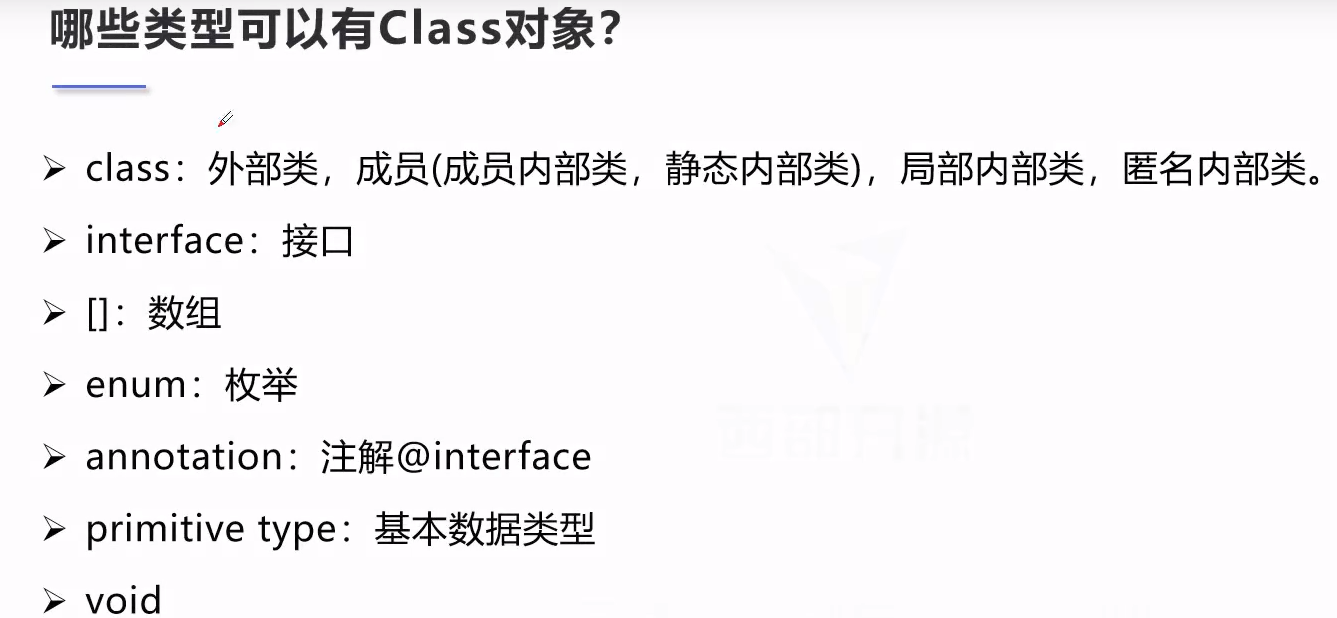 哪些类型可以有Class对象？
class：外部类，成员(成员内部类，静态内部类)，局部内部类，匿名内部类。
interface：接口
[]：数组
enum：枚举
annotation：注解@interface
primitive type：基本数据类型
void